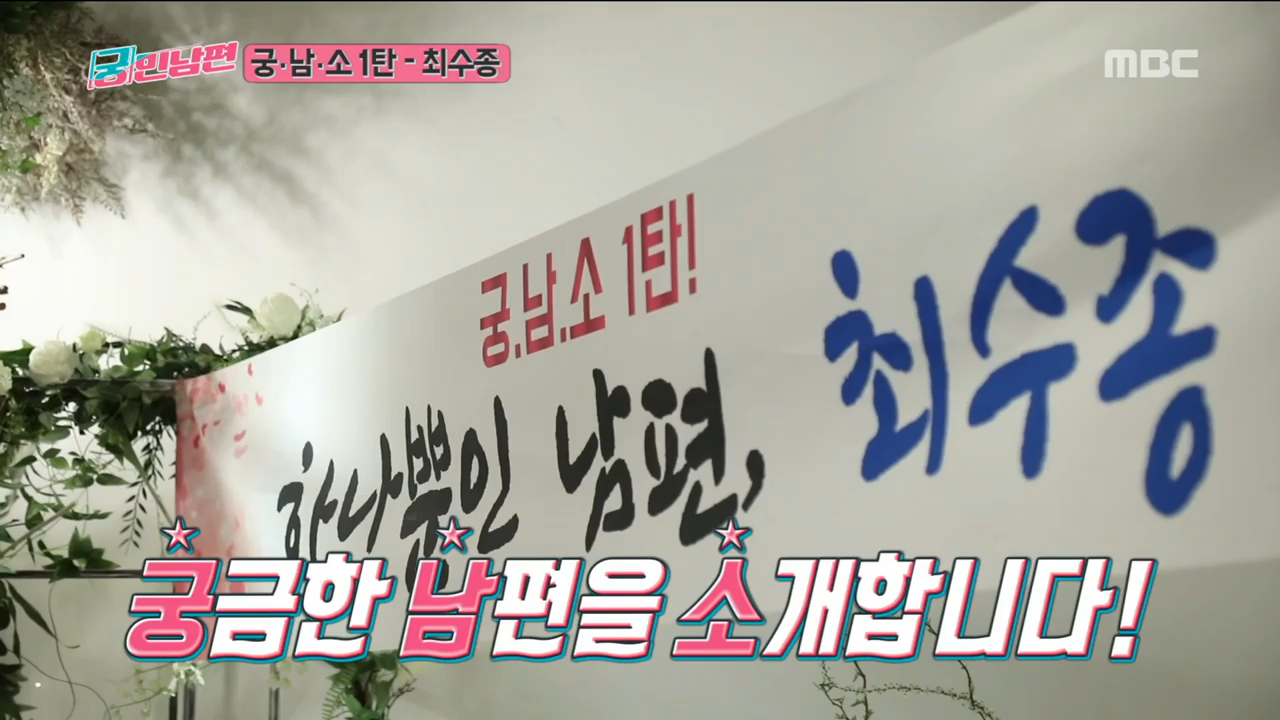 궁민남편
궁·남·소 1탄 - 최수종
MBC
궁.남.소 1탄!
하나뿐인 남편, 최수종
궁금한 남편을 소개합니다!